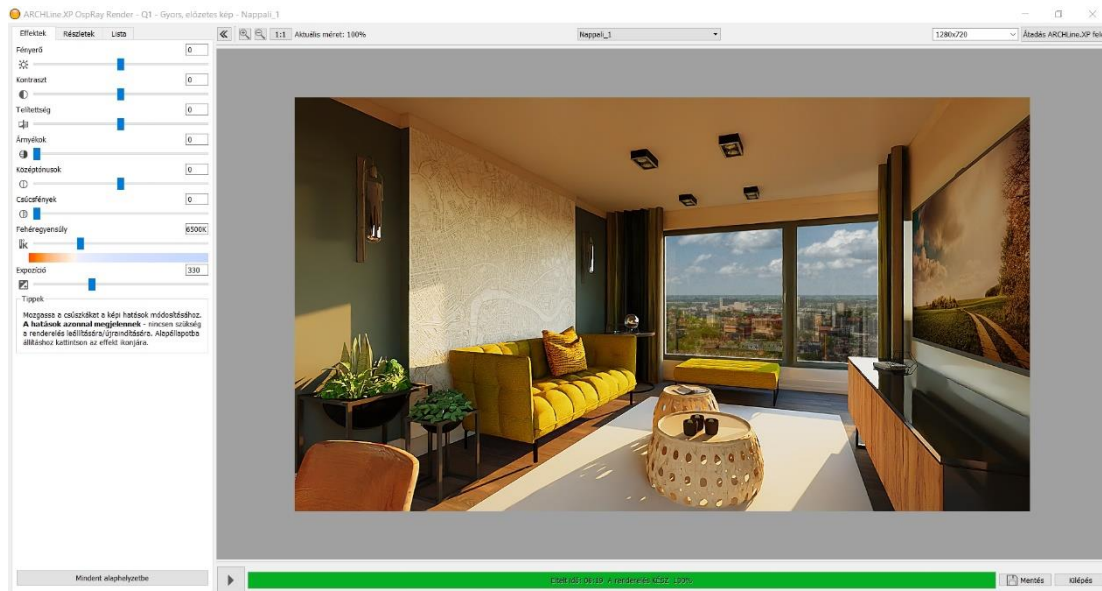 ARCHLine.XP OspRay Render - Q1 - Gyors, előzetes kép - Nappali_1
Effektek Részletek Lista
1:1 Aktuális méret: 100% Nappali_1 1280x720 Átadás ARCHLine.XP fel
Fényerő 0
Kontraszt 0
Telítettség 0
Árnyékok 0
Középtónusok 0
Csúcsfények 0
Fehéregyensúly 6500K
Expozíció 330
Tippek
Mozgassa a csúszkákat a képi hatások módosításához.
A hatások azonnal megjelennek - nincsen szükség
a renderelés leállítására/újraindítására. Alapállapotba
állításhoz kattintson az effekt ikonjára.
Mindent alaphelyzetbe
Eltelt idő: A renderelés KÉSZ 100%
Mentés Kilépés